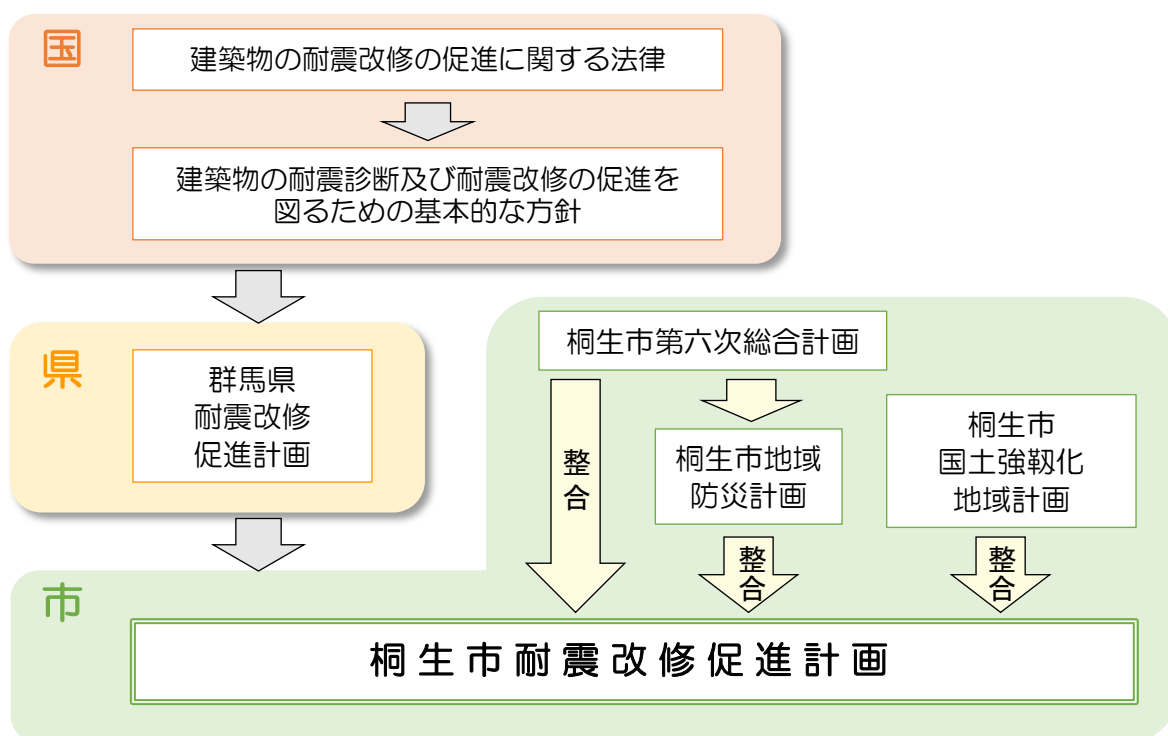 国
建築物の耐震改修の促進に関する法律
建築物の耐震診断及び耐震改修の促進を
図るための基本的な方針
県
群馬県
耐震改修
促進計画
桐生市第六次総合計画
整合
桐生市地域
防災計画
整合
桐生市
国土強靱化
地域計画
整合
市
桐生市耐震改修促進計画